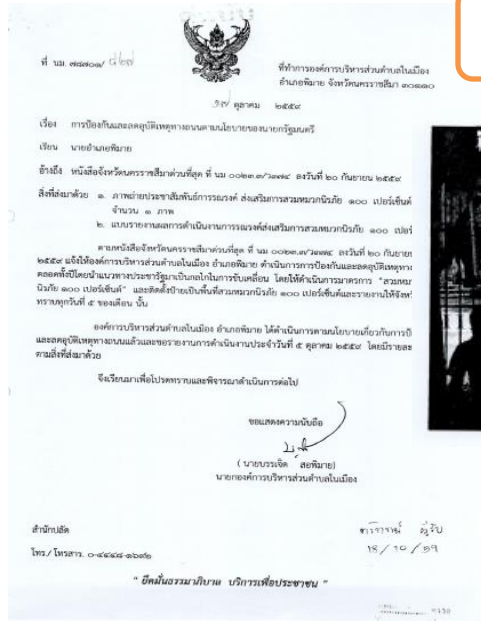 ที่ นม. ๗๘๗๐๑/
ที่ทำการองค์การบริหารส่วนตำบลในเมือง
อำเภอพิมาย จังหวัดนครราชสีมา ๓๐๑๑๐
ตุลาคม ๒๕๕๙
เรื่อง การป้องกันและลดอุบัติเหตุทางถนนตามนโยบายของนายกรัฐมนตรี
เรียน นายอำเภอพิมาย
อ้างถึง หนังสือจังหวัดนครราชสีมาด่วนที่สุด ที่ นม ๐๐๒๓.๓/ว๓๗๔ ลงวันที่ ๒๐ กันยายน ๒๕๕๙
สิ่งที่ส่งมาด้วย ๑. ภาพถ่ายประชาสัมพันธ์การรณรงค์ ส่งเสริมการสวมหมวกนิรภัย ๑๐๐ เปอร์เซ็นต์
จำนวน ๑ ภาพ
๒. แบบรายงานผลการดำเนินงานการรณรงค์ส่งเสริมการสวมหมวกนิรภัย ๑๐๐ เปอร์
ตามหนังสือจังหวัดนครราชสีมาด่วนที่สุด ที่ นม ๐๐๒๓.๓/ว๓๗๔ ลงวันที่ ๒๐ กันยา
๒๕๕๙ แจ้งให้องค์การบริหารส่วนตำบลในเมือง อำเภอพิมาย ดำเนินการการป้องกันและลดอุบัติเหตุทา
ตลอดทั้งปีโดยนำแนวทางประชารัฐมาเป็นกลไกในการขับเคลื่อน โดยให้ดำเนินการมาตรการ "สวมหม
นิรภัย ๑๐๐ เปอร์เซ็นต์" และติดตั้งป้ายเป็นพื้นที่สวมหมวกนิรภัย ๑๐๐ เปอร์เซ็นต์และรายงานให้จังห
ทราบทุกวันที่ ๕ ของเดือน นั้น
องค์การบริหารส่วนตำบลในเมือง อำเภอพิมาย ได้ดำเนินการตามนโยบายเกี่ยวกับการป้
และลดอุบัติเหตุทางถนนแล้วและขอรายงานการดำเนินงานประจำวันที่ ๕ ตุลาคม ๒๕๕๙ โดยมีรายละ
ตามสิ่งที่ส่งมาด้วย
จึงเรียนมาเพื่อโปรดทราบและพิจารณาดำเนินการต่อไป
ขอแสดงความนับถือ
( นายบรรเจิด สอพิมาย)
นายกองค์การบริหารส่วนตำบลในเมือง
สำนักปลัด
ผู้รับ
โทร./ โทรสาร. ๐-๔๔๔๘-๑๖๙๒
18/10/59
" ยึดมั่นธรรมาภิบาล บริการเพื่อประชาชน "